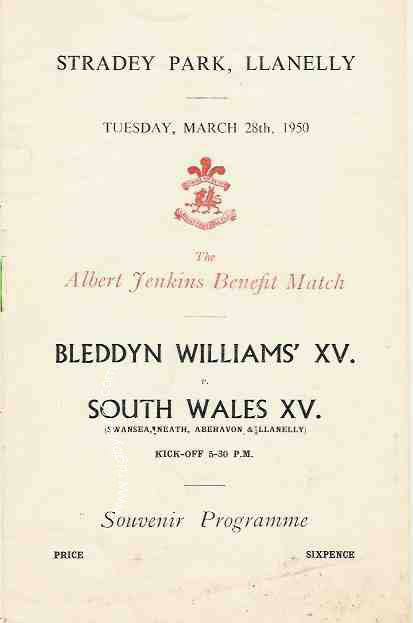 STRADEY PARK, LLANELLY
TUESDAY, MARCH 28th, 1950
The
Albert Jenkins Benefit Match
BLEDDYN WILLIAMS' XV.
v.
SOUTH WALES XV.
(SWANSEA, NEATH, ABEHAVON & LLANELLY)
KICK-OFF 5-30 P.M.
Souvenir Programme
PRICE SIXPENCE